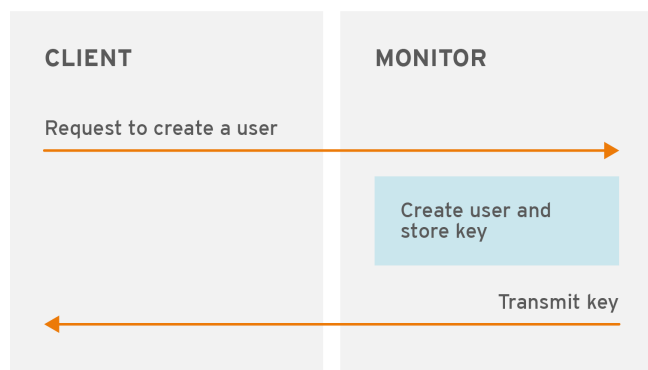 CLIENT
MONITOR
Request to create a user
Create user and
store key
Transmit key